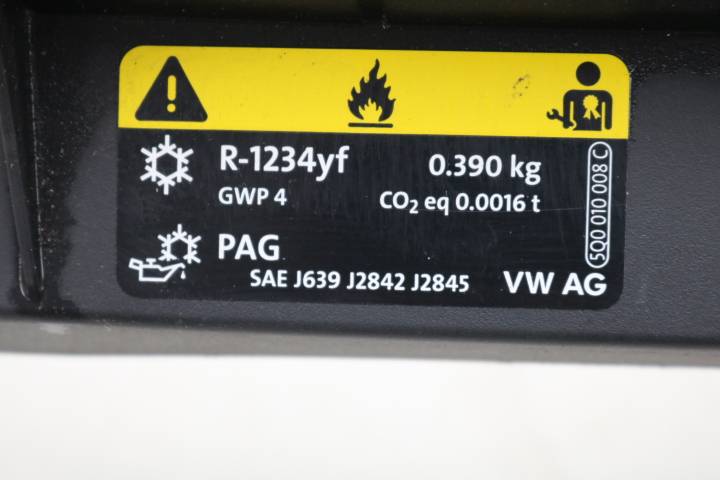 R-1234yf 0.390 kg
GWP 4 CO₂ eq 0.0016 t
PAG
SAE J639 J2842 J2845 VW AG
5Q0 010 008 C